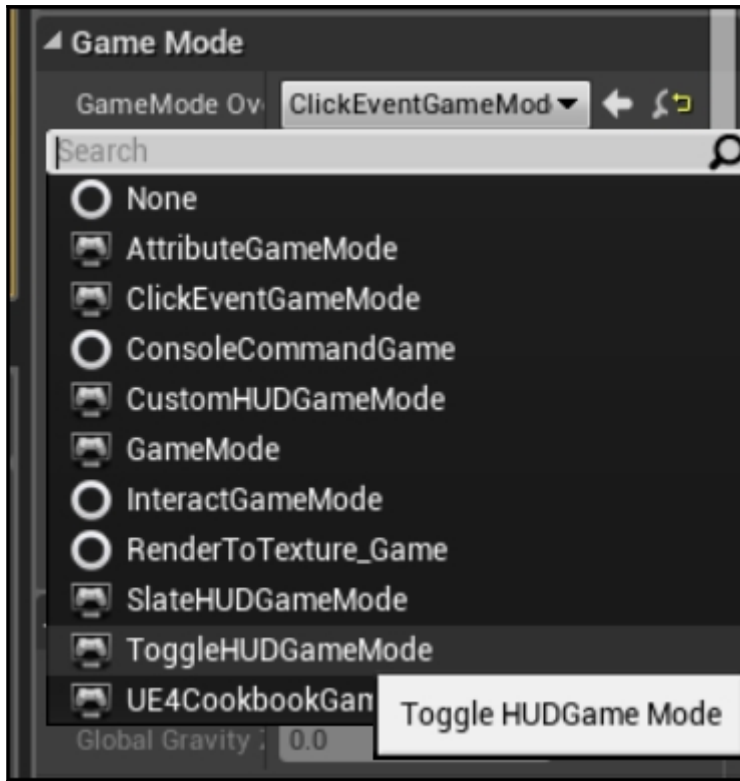 Game Mode
GameMode Ov ClickEventGameMod
Search
None
AttributeGameMode
ClickEventGameMode
ConsoleCommandGame
CustomHUDGameMode
GameMode
InteractGameMode
RenderToTexture_Game
SlateHUDGameMode
ToggleHUDGameMode
UE4CookbookGam
Toggle HUDGame Mode
Global Gravity Z 0.0